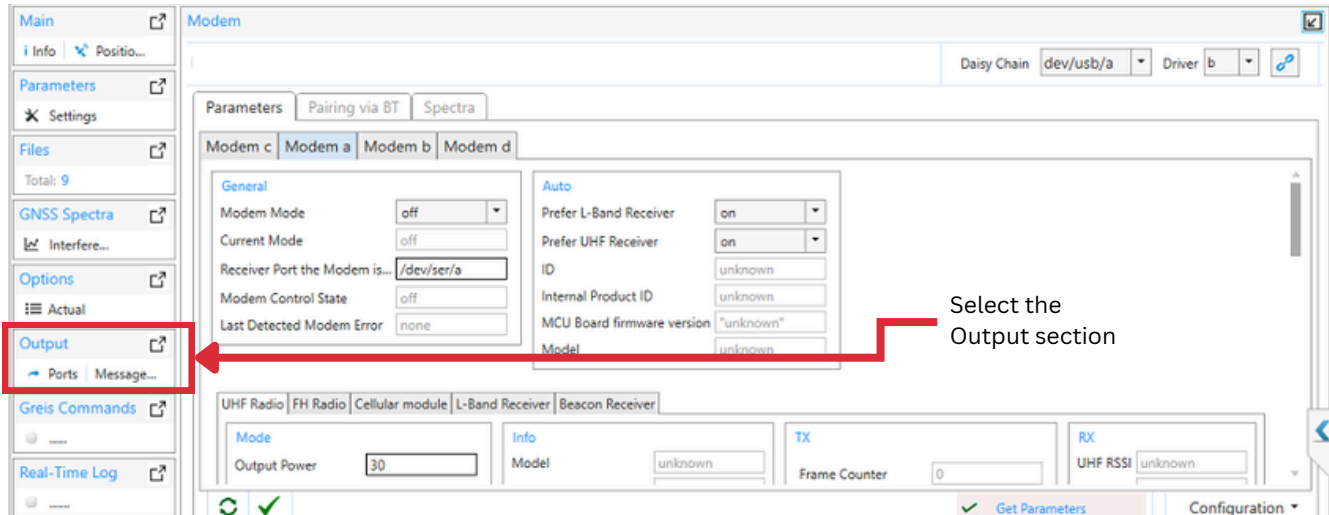 Main
i Info
Positio...
Parameters
Settings
Files
Total: 9
GNSS Spectra
Interfere...
Options
Actual
Output
Ports
Message...
Greis Commands
......
Real-Time Log
......
Modem
Daisy Chain dev/usb/a Driver b
Parameters Pairing via BT Spectra
Modem c Modem a Modem b Modem d
General
Modem Mode off
Current Mode off
Receiver Port the Modem is... /dev/ser/a
Modem Control State off
Last Detected Modem Error none
Auto
Prefer L-Band Receiver on
Prefer UHF Receiver on
ID unknown
Internal Product ID unknown
MCU Board firmware version "unknown"
Model unknown
Select the
Output section
UHF Radio FH Radio Cellular module L-Band Receiver Beacon Receiver
Mode
Output Power 30
Info
Model unknown
TX
Frame Counter 0
RX
UHF RSSI unknown
Get Parameters
Configuration